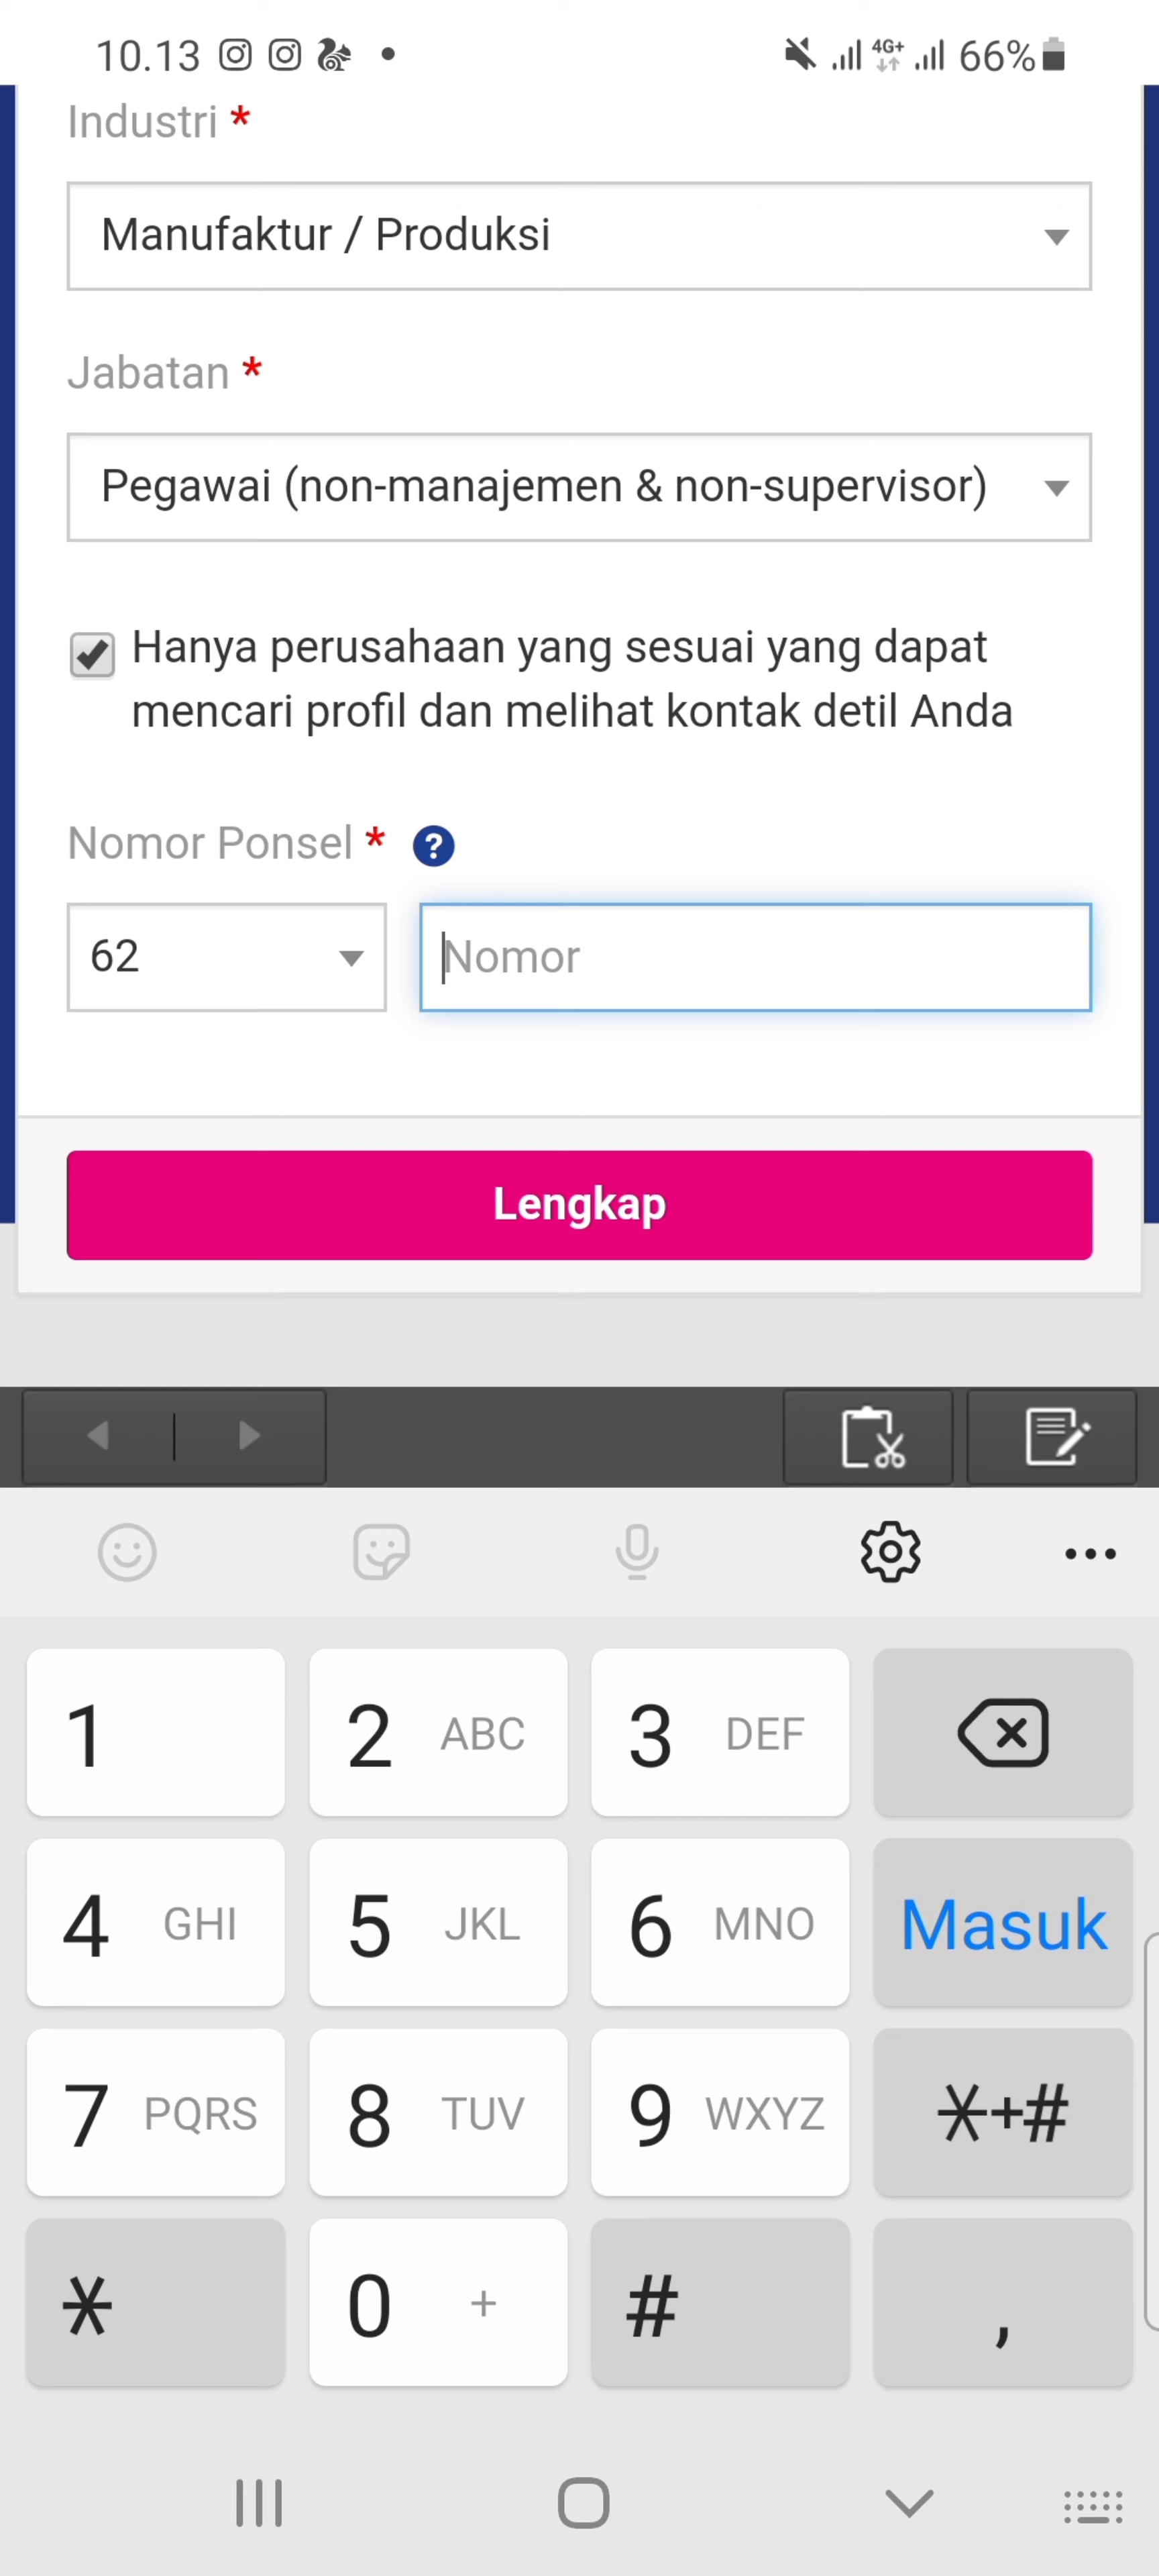 10.13
4G+ 66%
Industri *
Manufaktur / Produksi
Jabatan *
Pegawai (non-manajemen & non-supervisor)
Hanya perusahaan yang sesuai yang dapat
mencari profil dan melihat kontak detil Anda
Nomor Ponsel * ?
62
Nomor
Lengkap
1
2 ABC
3 DEF
4 GHI
5 JKL
6 MNO
Masuk
7 PQRS
8 TUV
9 WXYZ
*+#
*
0 +
#
,